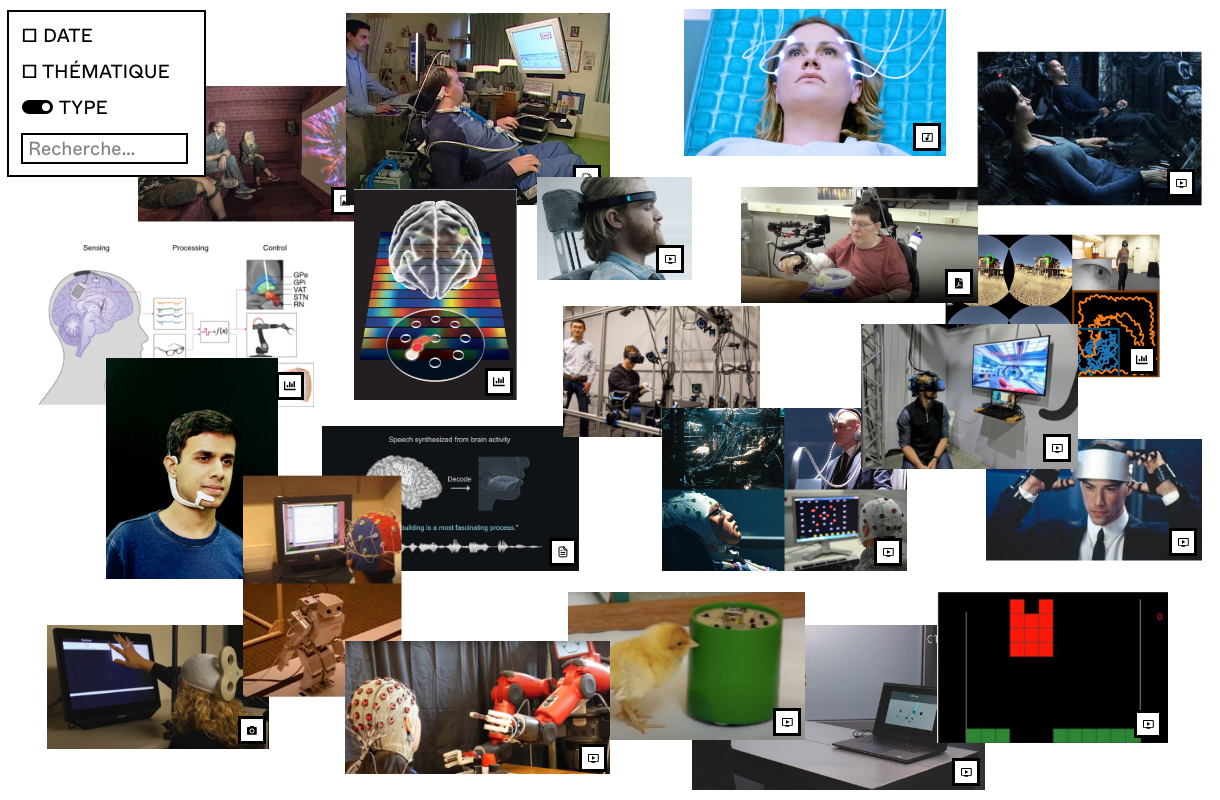 DATE
THÉMATIQUE
TYPE
Recherche...
Sensing
Processing
Control
GPe
GPi
VAT
STN
RN
Speech synthesized from brain activity
Decode
building is a most fascinating process."
0